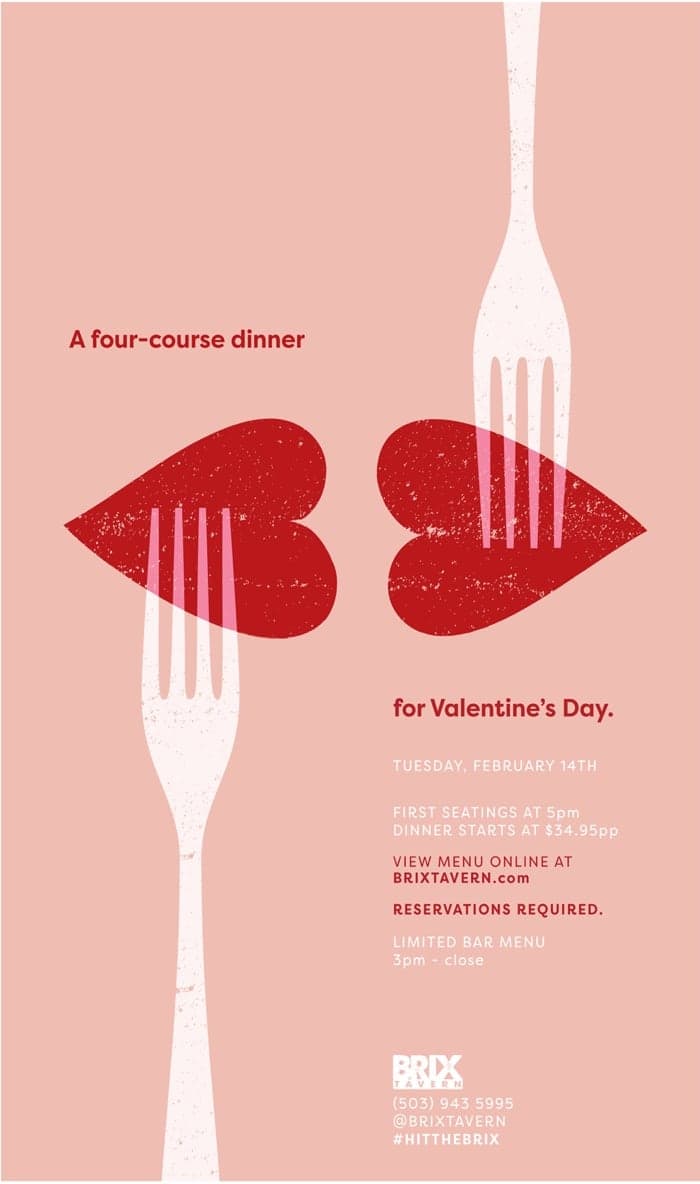 A four-course dinner
for Valentine's Day.
TUESDAY, FEBRUARY 14TH
FIRST SEATINGS AT 5pm
DINNER STARTS AT $34.95pp
VIEW MENU ONLINE AT
BRIXTAVERN.com
RESERVATIONS REQUIRED.
LIMITED BAR MENU
3pm - close
BRIX
TAVERN
(503) 943 5995
@BRIXTAVERN
#HITTHEBRIX